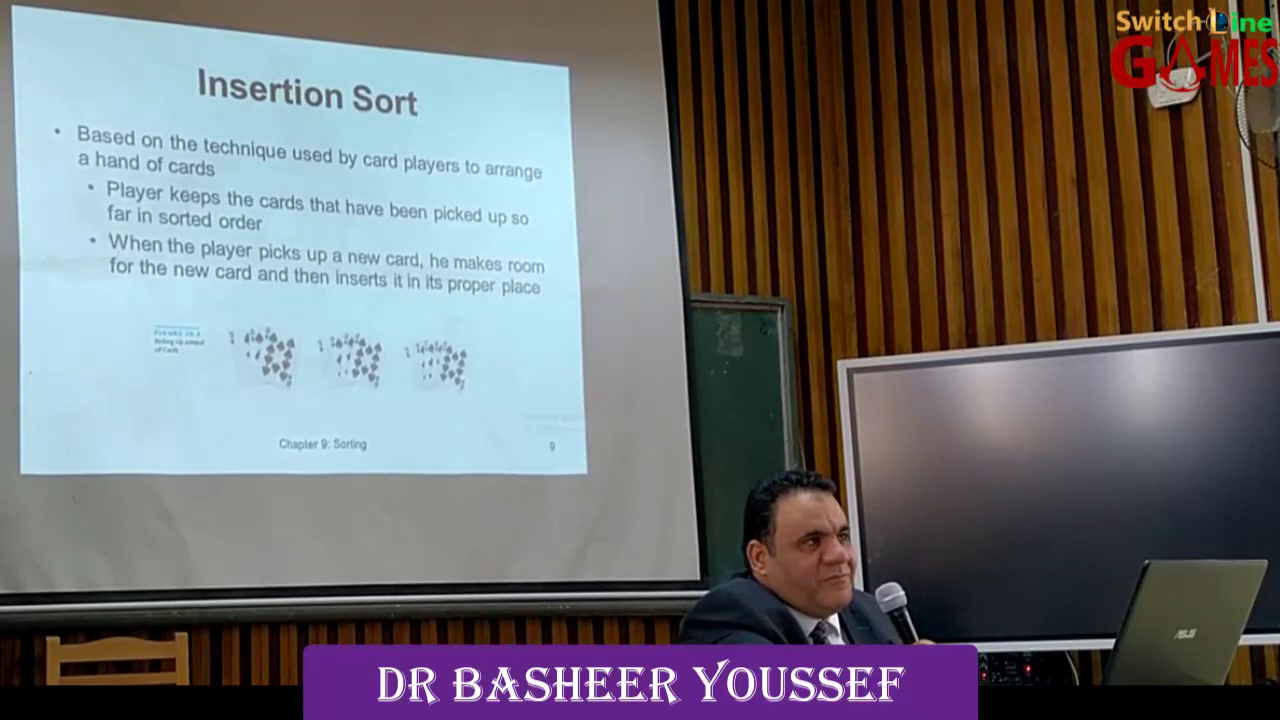 Switch Line
GAMES
Insertion Sort
• Based on the technique used by card players to arrange
a hand of cards
• Player keeps the cards that have been picked up so
far in sorted order
• When the player picks up a new card, he makes room
for the new card and then inserts it in its proper place
Chapter 9: Sorting
9
ASUS
DR BASHEER YOUSSEF